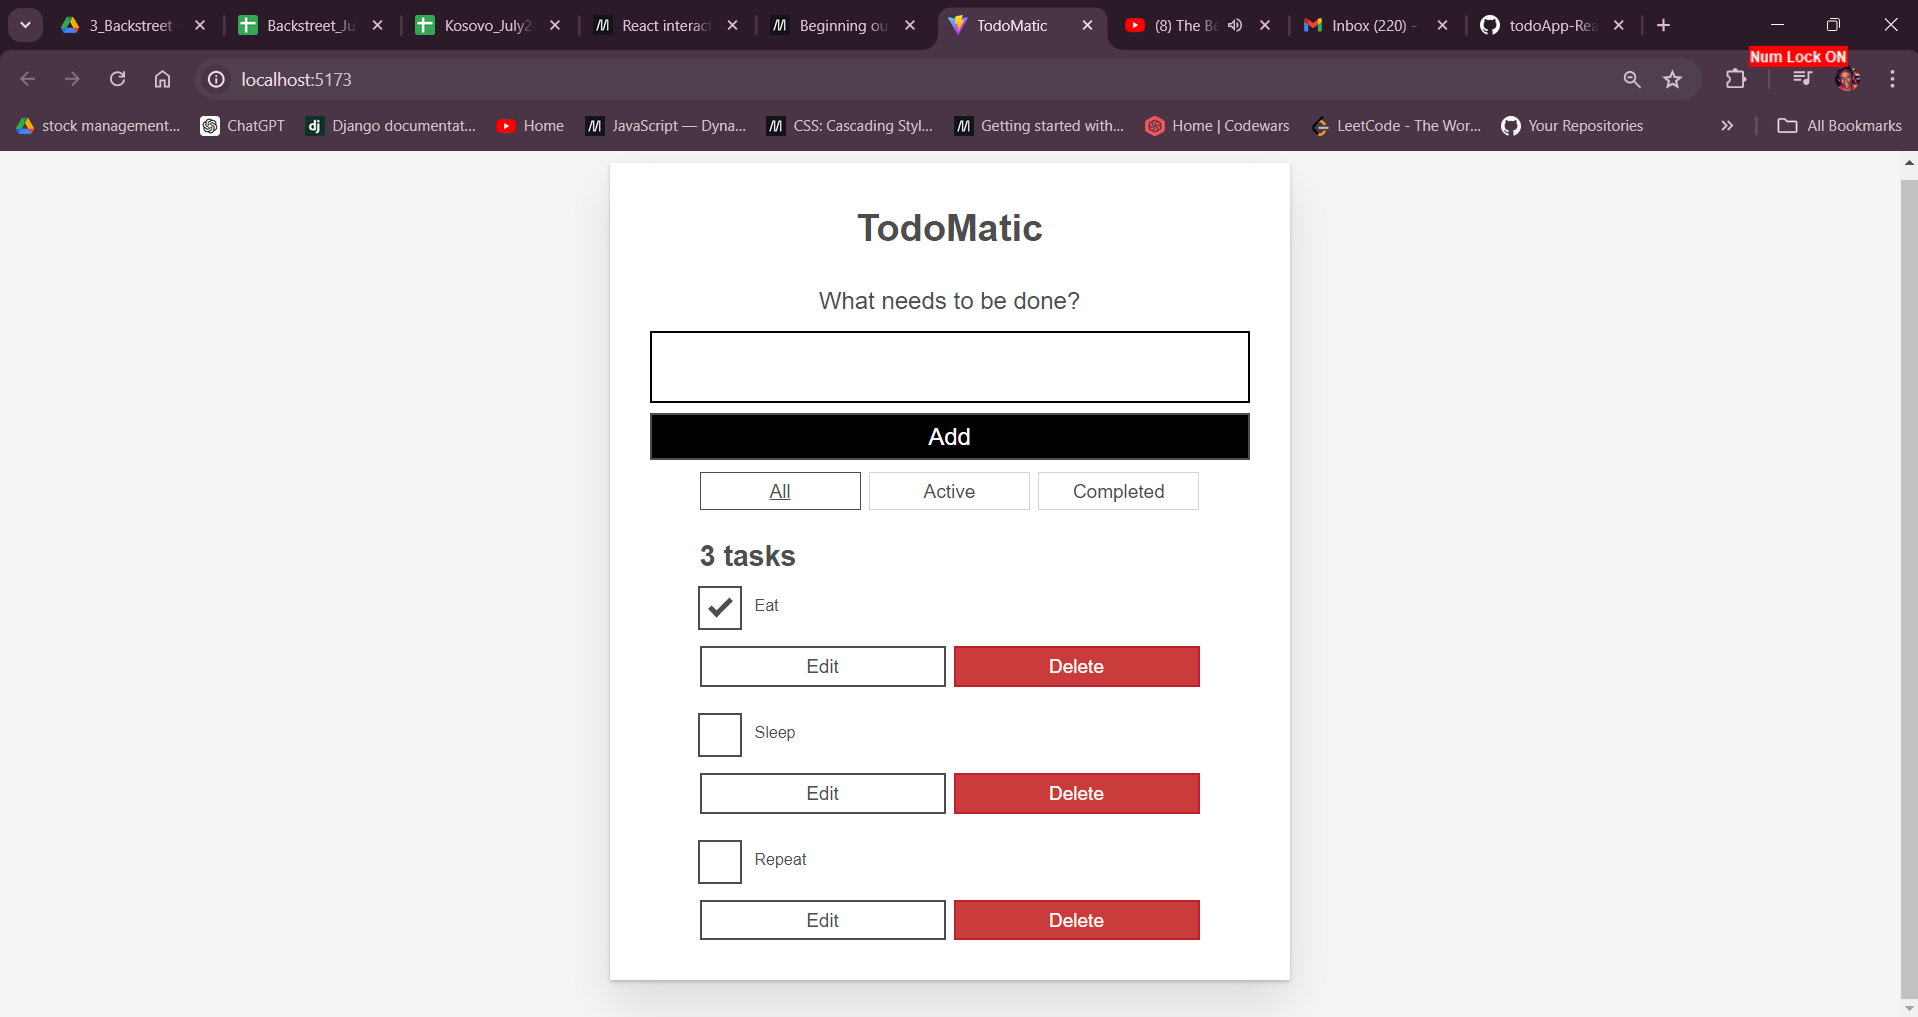 3_Backstreet
Backstreet_Ju
Kosovo_July2
React interac
Beginning ou
TodoMatic
(8) The Be
Inbox (220) -
todoApp-Rea
Num Lock ON
localhost:5173
stock management...
ChatGPT
dj
Django documentat...
Home
JavaScript — Dyna...
CSS: Cascading Styl...
Getting started with...
Home | Codewars
LeetCode - The Wor...
Your Repositories
All Bookmarks
TodoMatic
What needs to be done?
Add
All
Active
Completed
3 tasks
Eat
Edit
Delete
Sleep
Edit
Delete
Repeat
Edit
Delete